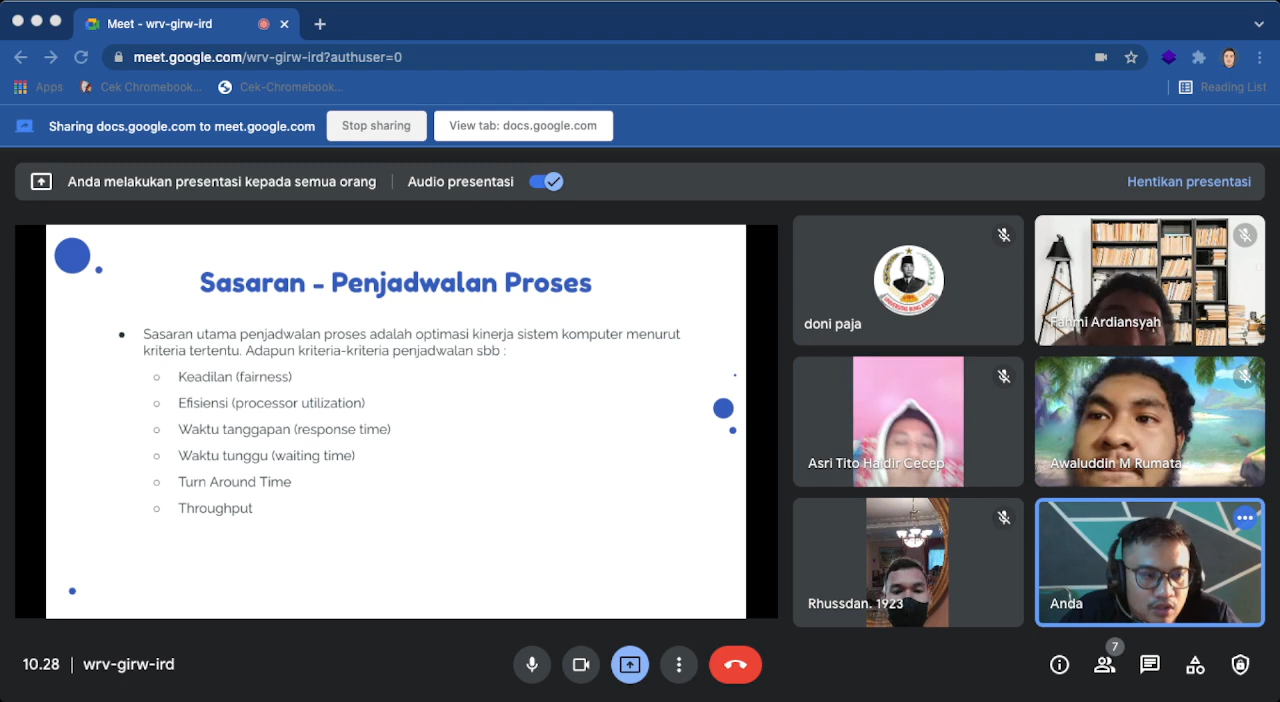 Meet - wrv-girw-ird
meet.google.com/wrv-girw-ird?authuser=0
Apps
Cek Chromebook...
Cek-Chromebook...
Reading List
Sharing docs.google.com to meet.google.com
Stop sharing
View tab: docs.google.com
Anda melakukan presentasi kepada semua orang
Audio presentasi
Hentikan presentasi
Sasaran - Penjadwalan Proses
Sasaran utama penjadwalan proses adalah optimasi kinerja sistem komputer menurut
kriteria tertentu. Adapun kriteria-kriteria penjadwalan sbb :
Keadilan (fairness)
Efisiensi (processor utilization)
Waktu tanggapan (response time)
Waktu tunggu (waiting time)
Turn Around Time
Throughput
doni paja
Fahmi Ardiansyah
Asri Tito Haidir Cecep
Awaluddin M Rumata
Rhussdan. 1923
Anda
10.28 | wrv-girw-ird
7